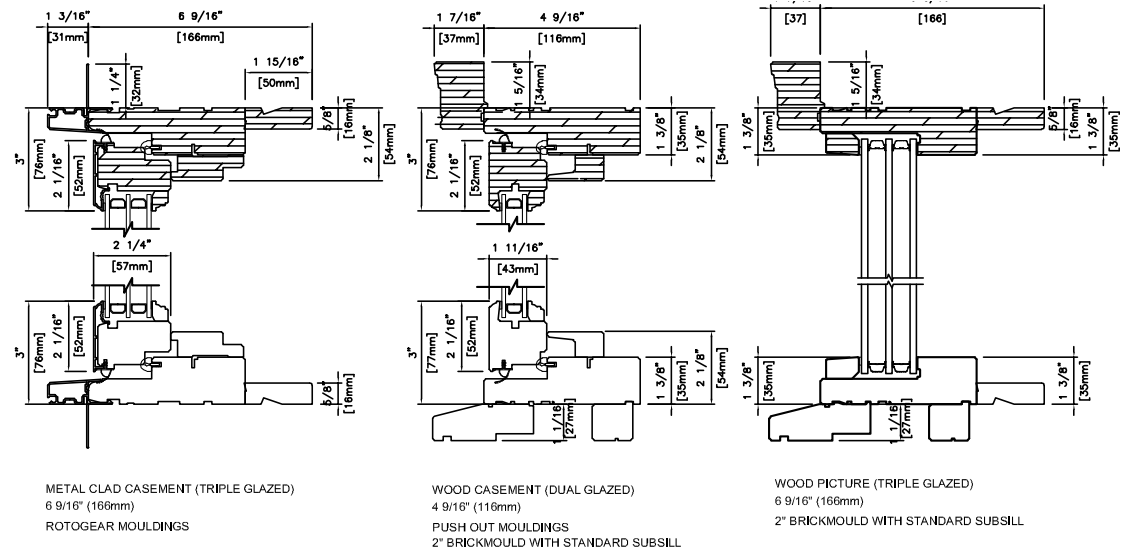 1 3/16"
6 9/16"
[31mm]
[166mm]
1 15/16"
[50mm]
1 1/4"
[32mm]
5/8"
[16mm]
2 1/8"
[54mm]
3"
[76mm]
2 1/16"
[52mm]
2 1/4"
[57mm]
3"
[76mm]
2 1/16"
[52mm]
5/8"
[16mm]
METAL CLAD CASEMENT (TRIPLE GLAZED)
6 9/16" (166mm)
ROTOGEAR MOULDINGS
1 7/16"
4 9/16"
[37mm]
[116mm]
1 5/16"
[34mm]
3"
[76mm]
2 1/16"
[52mm]
1 3/8"
[35mm]
2 1/8"
[54mm]
1 11/16"
[43mm]
3"
[77mm]
2 1/16"
[52mm]
1 3/8"
[35mm]
2 1/8"
[54mm]
1/16"
[27mm]
WOOD CASEMENT (DUAL GLAZED)
4 9/16" (116mm)
PUSH OUT MOULDINGS
2" BRICKMOULD WITH STANDARD SUBSILL
[37]
[166]
1 5/16"
[34mm]
1 3/8"
[35mm]
5/8"
[16mm]
1 3/8"
[35mm]
1 3/8"
[35mm]
1 3/8"
[35mm]
1/16"
[27mm]
WOOD PICTURE (TRIPLE GLAZED)
6 9/16" (166mm)
2" BRICKMOULD WITH STANDARD SUBSILL